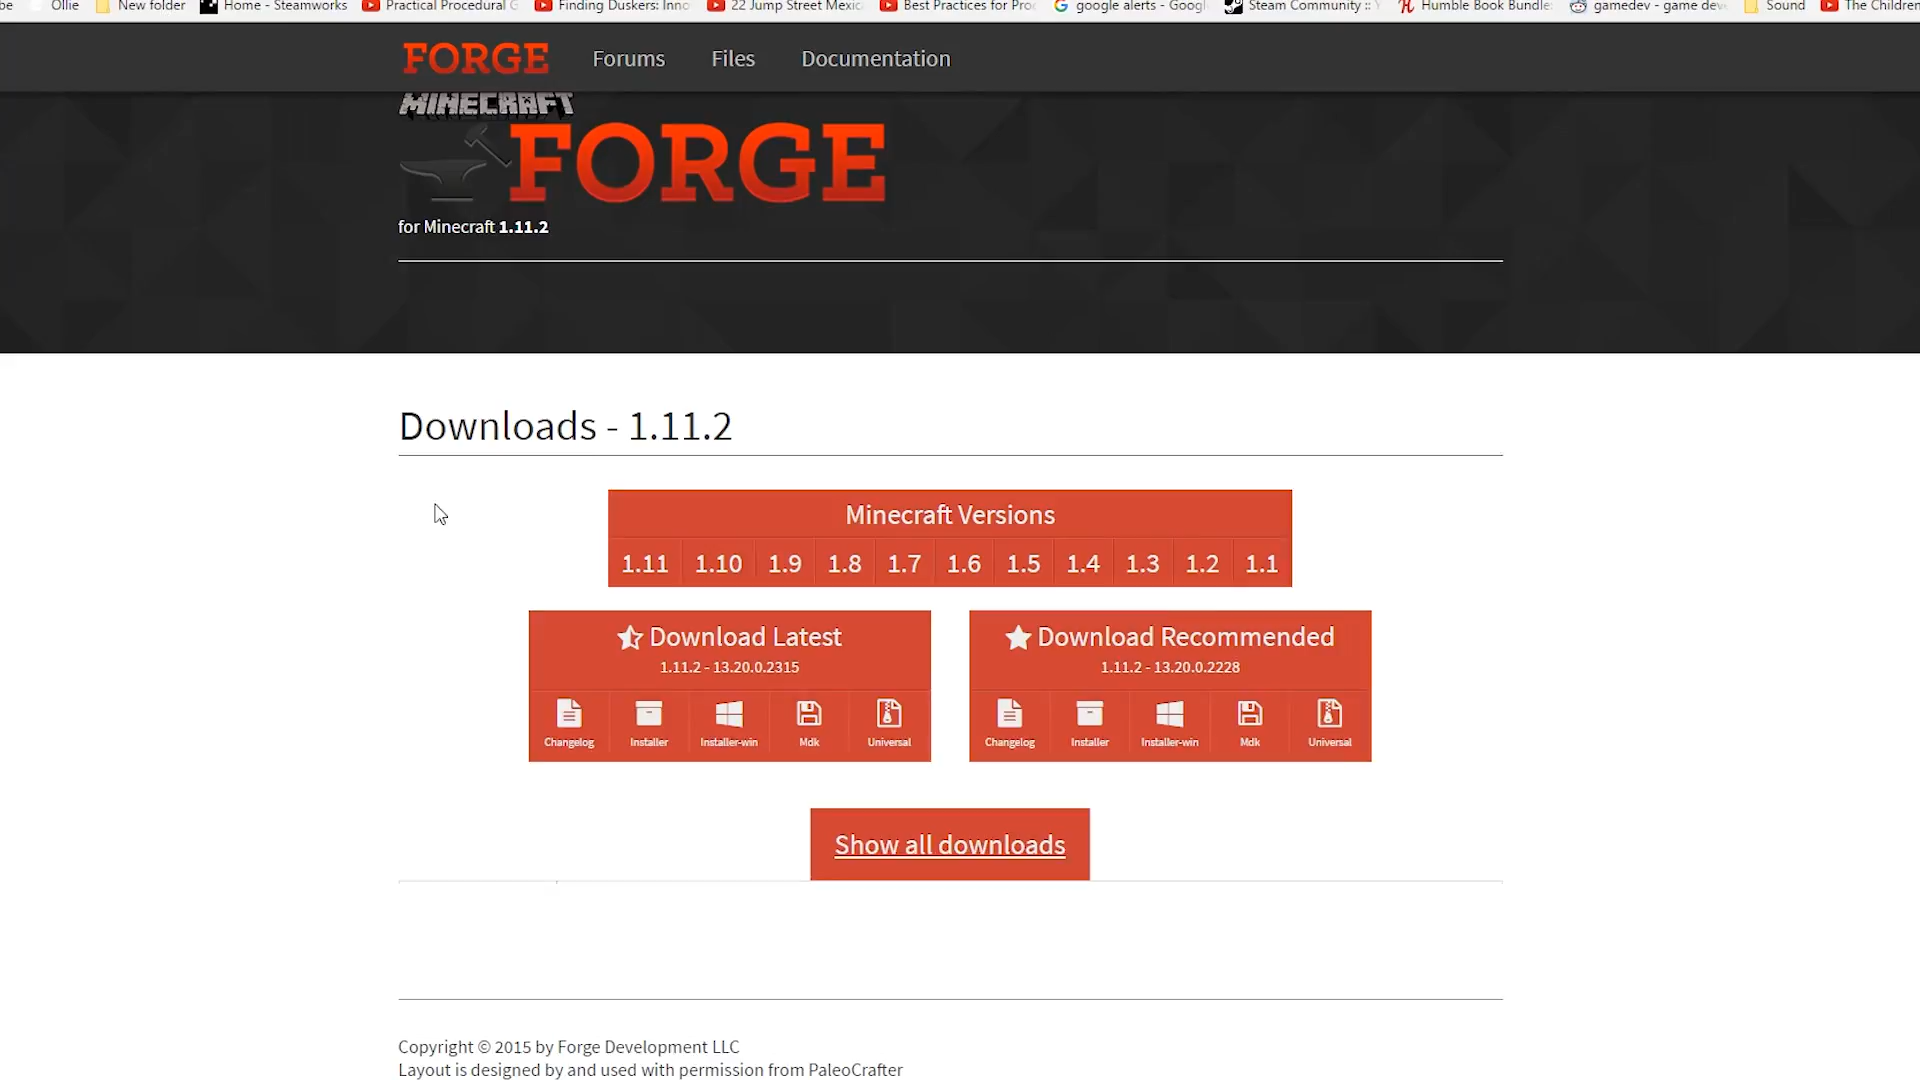 be Ollie New folder Home - Steamworks Practical Procedural G Finding Duskers: Inno 22 Jump Street Mexic Best Practices for Proc google alerts - Googl Steam Community :: Humble Book Bundle: gamedev - game dev Sound The Children
FORGE Forums Files Documentation
MINECRAFT
FORGE
for Minecraft 1.11.2
Downloads - 1.11.2
Minecraft Versions
1.11 1.10 1.9 1.8 1.7 1.6 1.5 1.4 1.3 1.2 1.1
Download Latest
1.11.2 - 13.20.0.2315
Changelog Installer Installer-win Mdk Universal
Download Recommended
1.11.2 - 13.20.0.2228
Changelog Installer Installer-win Mdk Universal
Show all downloads
Copyright © 2015 by Forge Development LLC
Layout is designed by and used with permission from PaleoCrafter